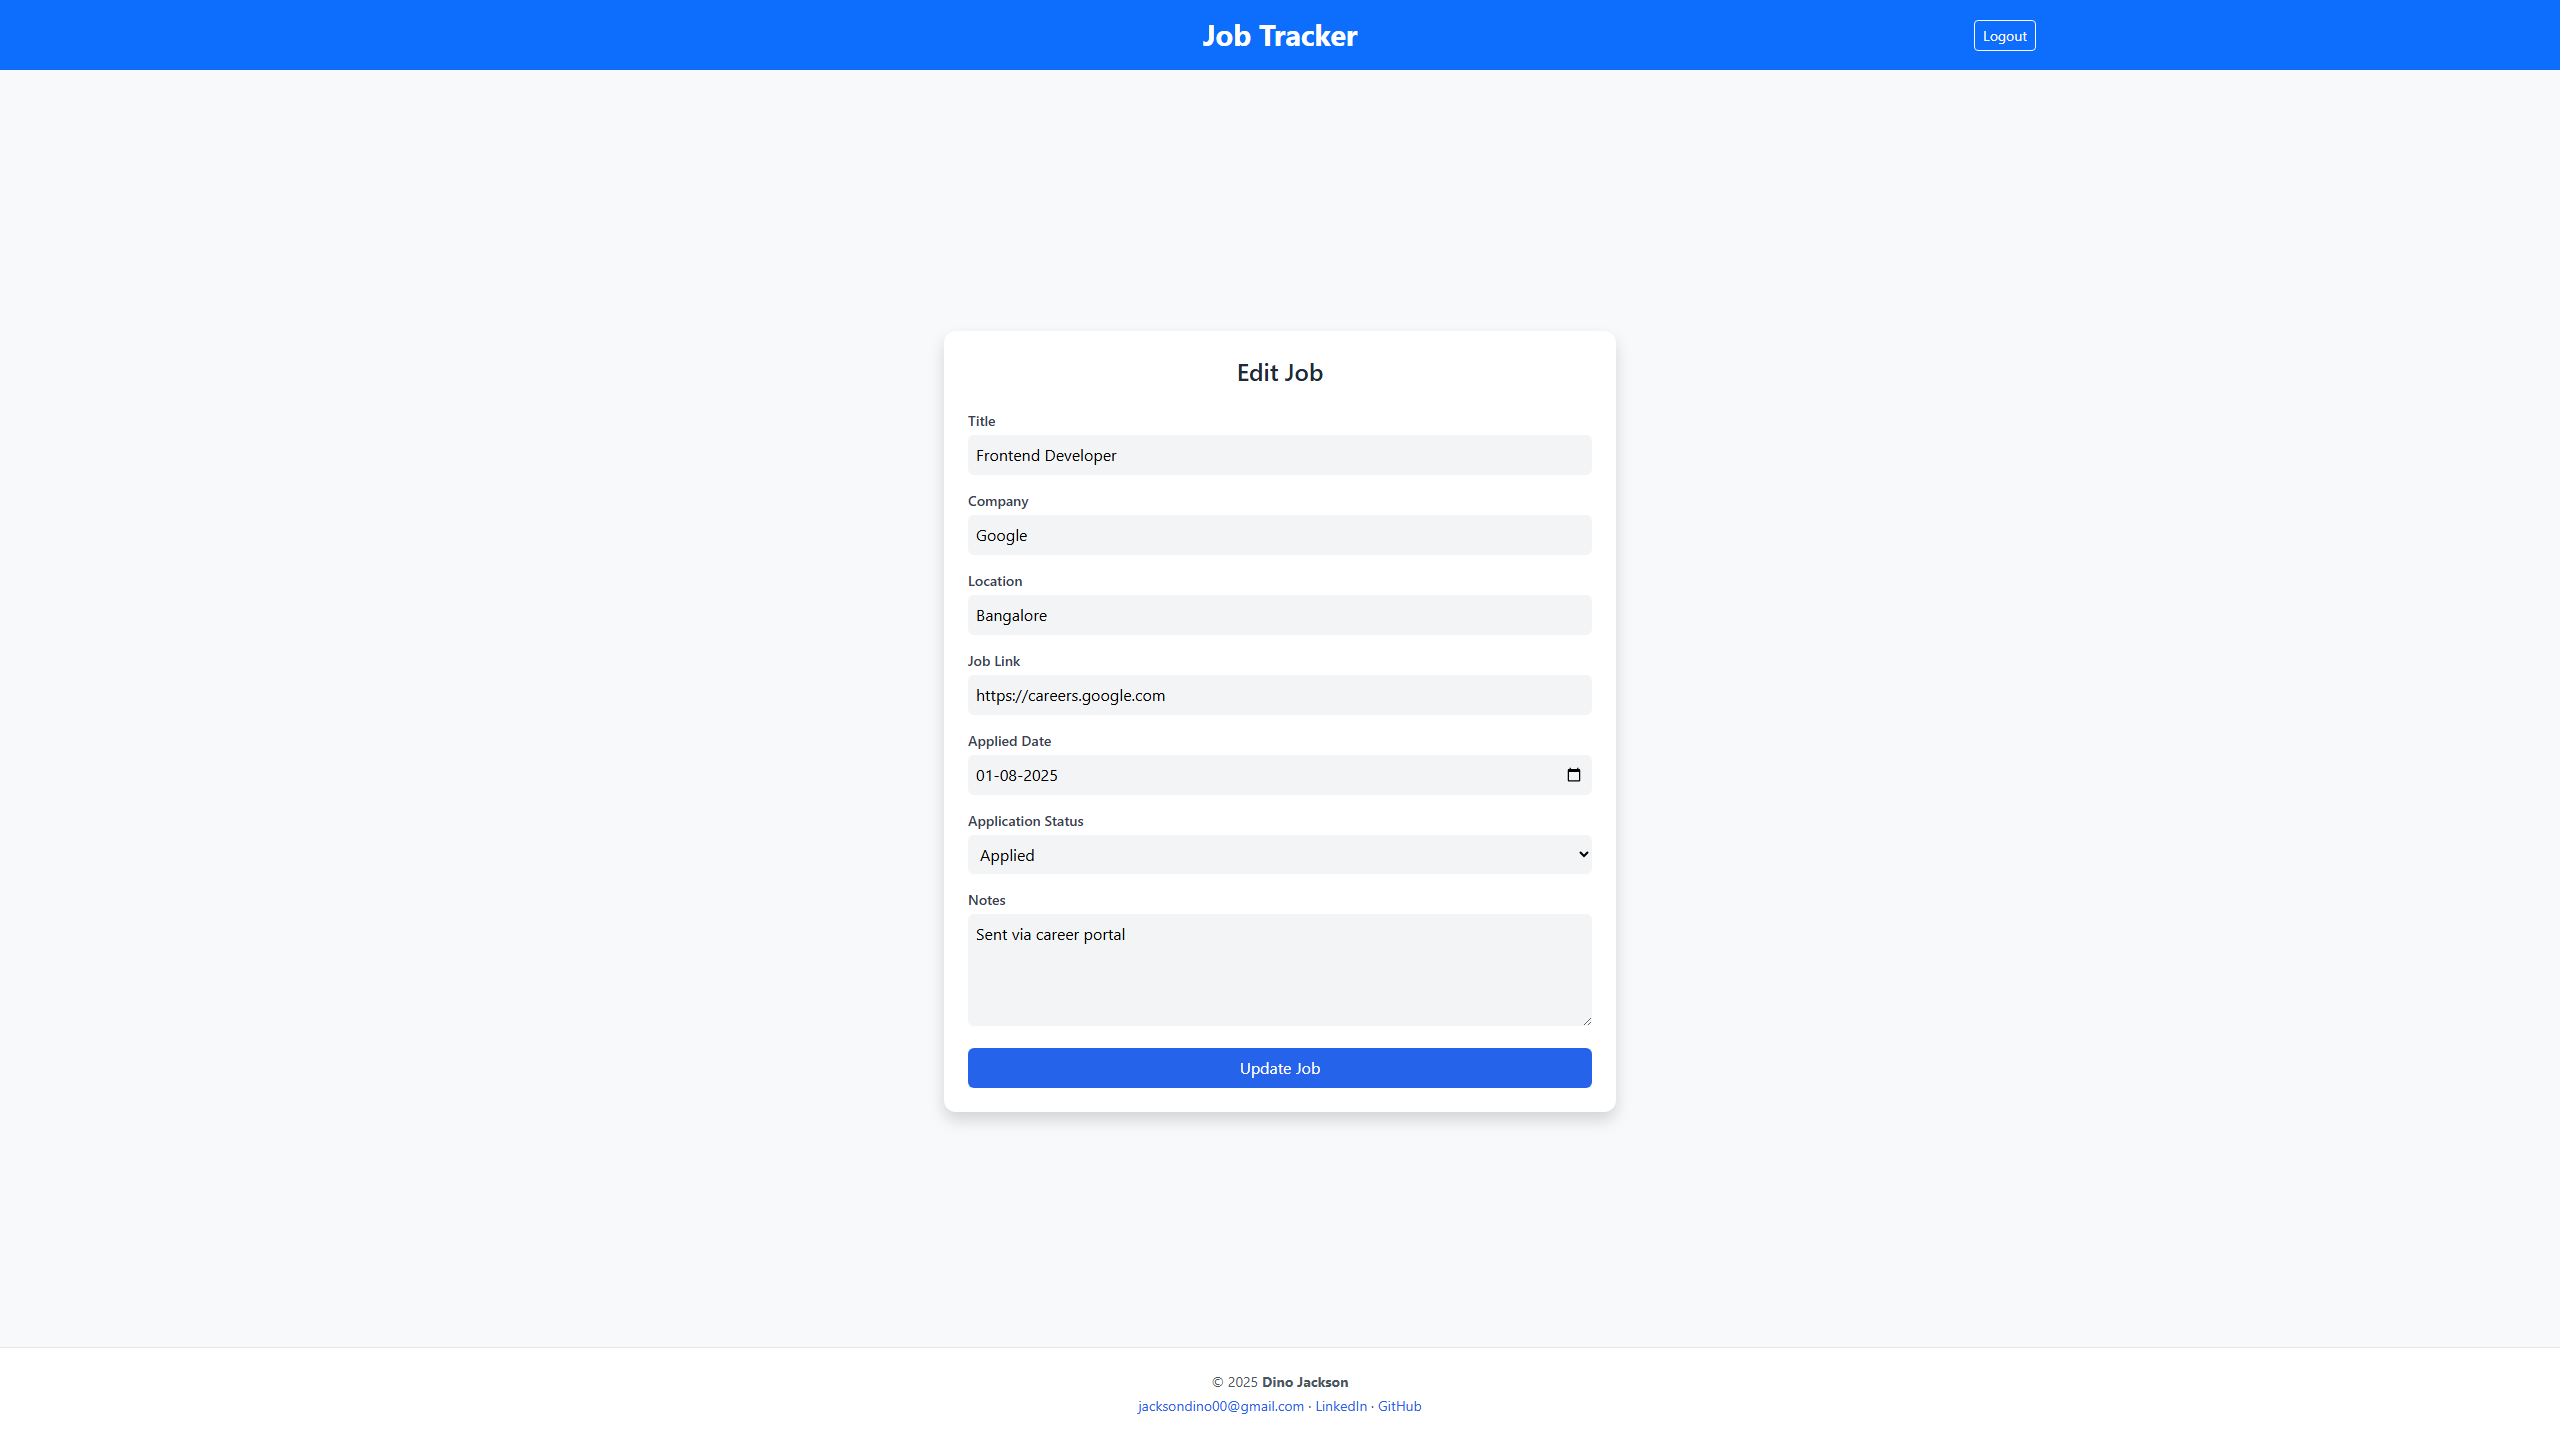 Job Tracker
Logout
Edit Job
Title
Frontend Developer
Company
Google
Location
Bangalore
Job Link
https://careers.google.com
Applied Date
01-08-2025
Application Status
Applied
Notes
Sent via career portal
Update Job
© 2025 Dino Jackson
jacksondino00@gmail.com · LinkedIn · GitHub